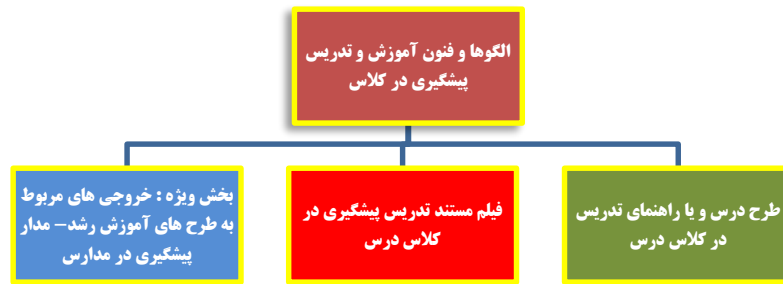 الگوها و فنون آموزش و تدریس
پیشگیری در کلاس
طرح درس و یا راهنمای تدریس
در کلاس درس
فیلم مستند تدریس پیشگیری در
کلاس درس
بخش ویژه : خروجی های مربوط
به طرح های آموزش رشد– مدار
پیشگیری در مدارس